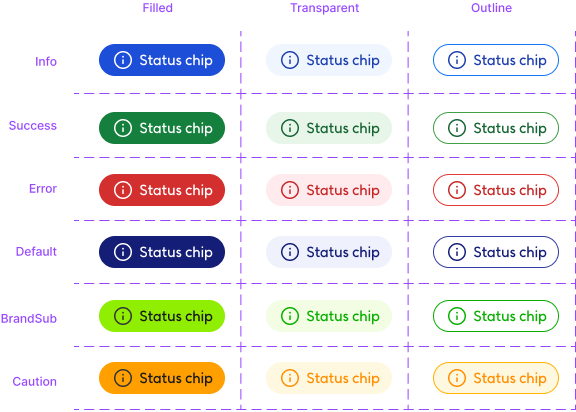 Filled Transparent Outline
Info Status chip Status chip Status chip
Success Status chip Status chip Status chip
Error Status chip Status chip Status chip
Default Status chip Status chip Status chip
BrandSub Status chip Status chip Status chip
Caution Status chip Status chip Status chip